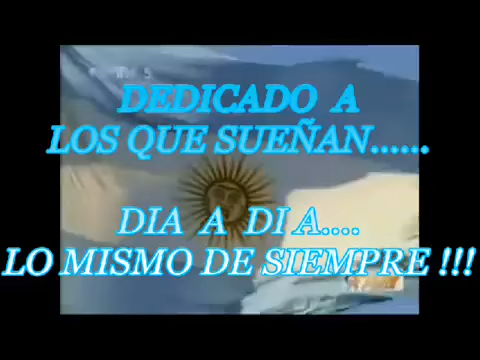 DEDICADO A
LOS QUE SUEÑAN......
DIA A DI A....
LO MISMO DE SIEMPRE !!!